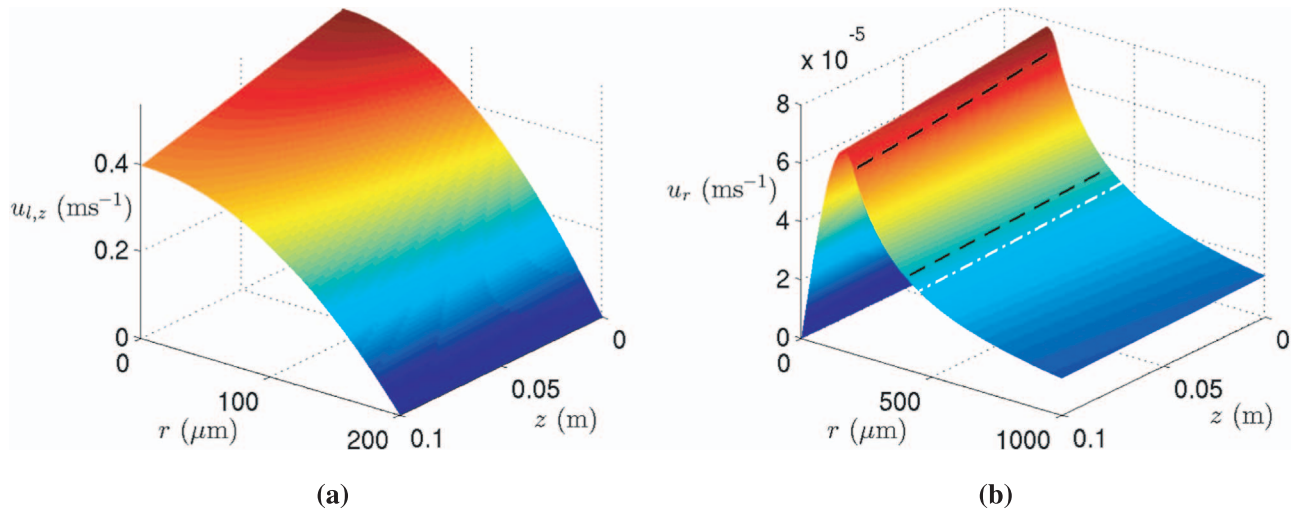 0.4
u_{l,z} (ms^{-1})
0.2
0
0
100
r (μm)
200
0.1
0.05
z (m)
0
(a)
x 10^{-5}
8
6
u_r (ms^{-1})
4
2
0
0
500
r (μm)
1000
0.1
0.05
z (m)
0
(b)